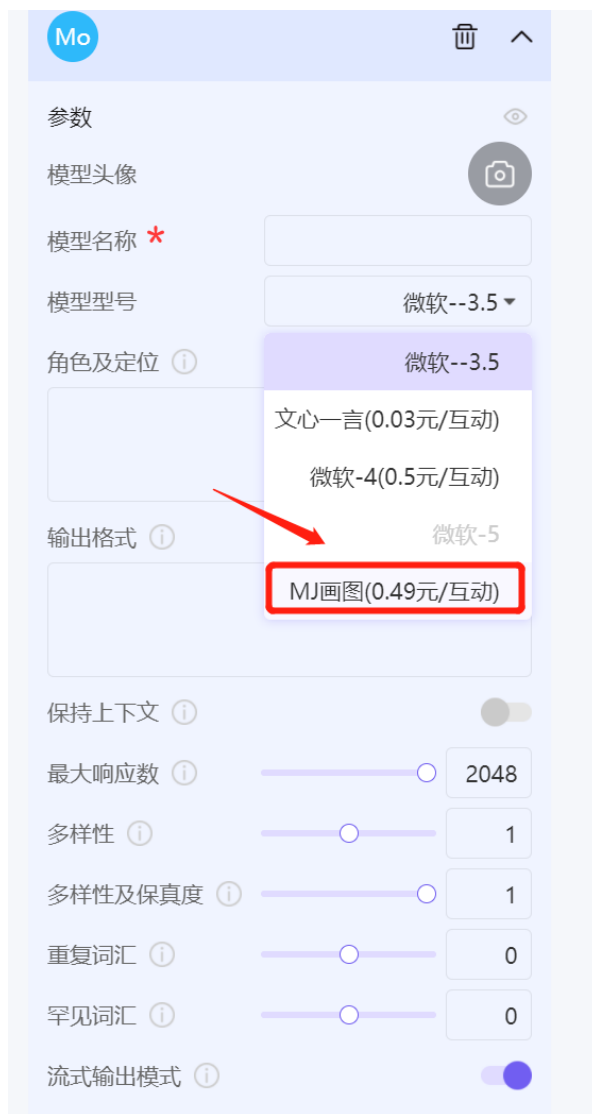 Mo
参数
模型头像
模型名称 *
模型型号
微软--3.5
角色及定位
微软--3.5
文心一言(0.03元/互动)
微软-4(0.5元/互动)
输出格式
微软-5
MJ画图(0.49元/互动)
保持上下文
最大响应数
2048
多样性
1
多样性及保真度
1
重复词汇
0
罕见词汇
0
流式输出模式